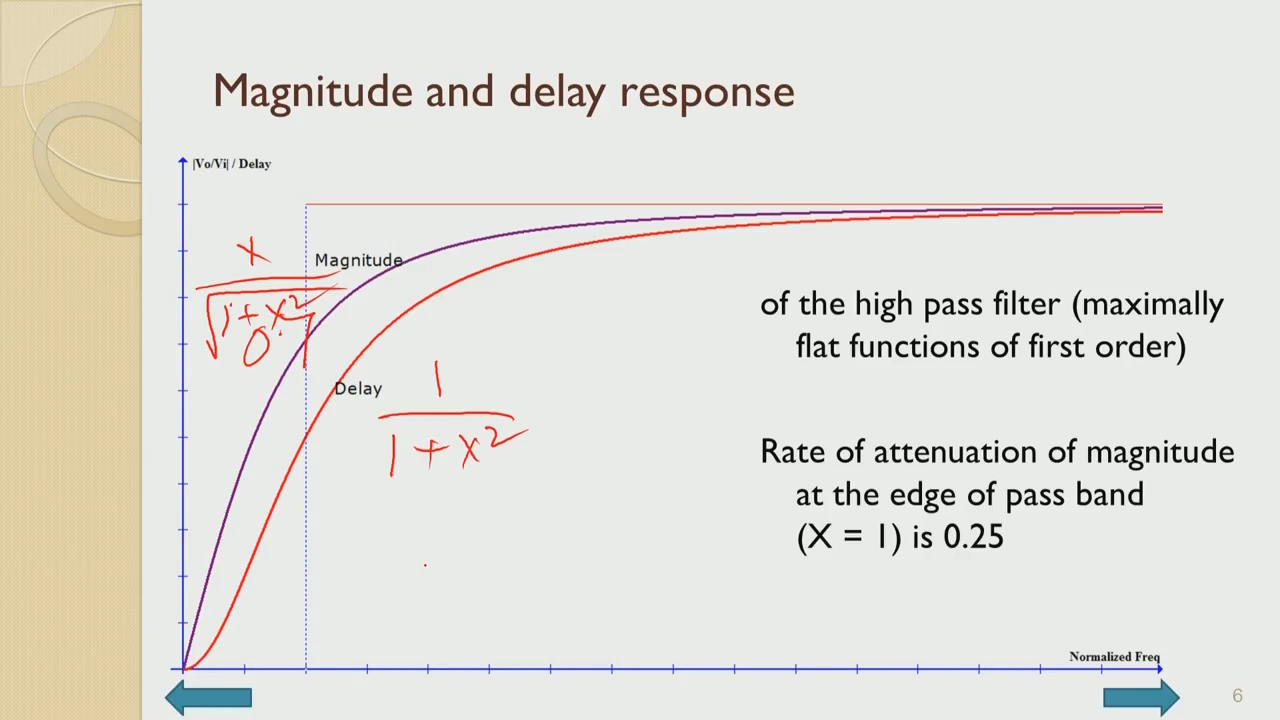 Magnitude and delay response
|Vo/Vi| / Delay
x
Magnitude
√1+x²
0.7
Delay
1
1+x²
of the high pass filter (maximally
flat functions of first order)
Rate of attenuation of magnitude
at the edge of pass band
(X = 1) is 0.25
Normalized Freq
6